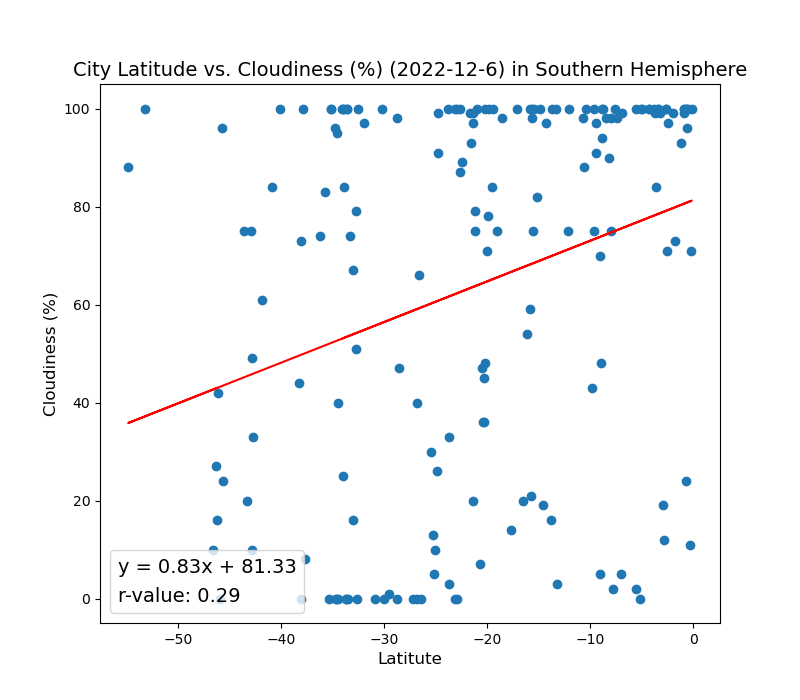 City Latitude vs. Cloudiness (%) (2022-12-6) in Southern Hemisphere
100
80
60
40
20
0
Cloudiness (%)
y = 0.83x + 81.33
r-value: 0.29
−50
−40
−30
−20
−10
0
Latitute